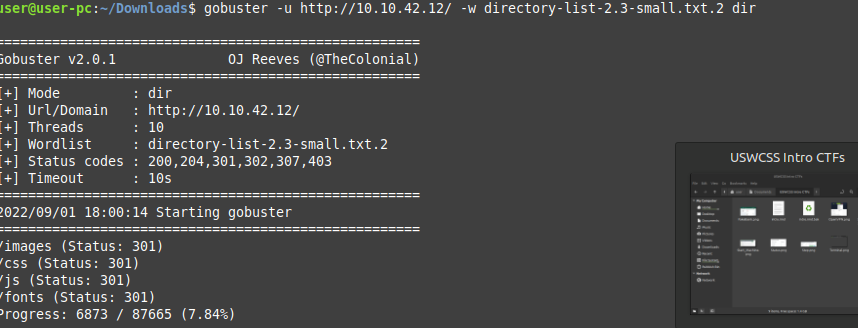 user@user-pc:~/Downloads$ gobuster -u http://10.10.42.12/ -w directory-list-2.3-small.txt.2 dir
=====================================================
Gobuster v2.0.1              OJ Reeves (@TheColonial)
=====================================================
[+] Mode         : dir
[+] Url/Domain   : http://10.10.42.12/
[+] Threads      : 10
[+] Wordlist     : directory-list-2.3-small.txt.2
[+] Status codes : 200,204,301,302,307,403
[+] Timeout      : 10s
=====================================================
2022/09/01 18:00:14 Starting gobuster
=====================================================
/images (Status: 301)
/css (Status: 301)
/js (Status: 301)
/fonts (Status: 301)
Progress: 6873 / 87665 (7.84%)
USWCSS Intro CTFs